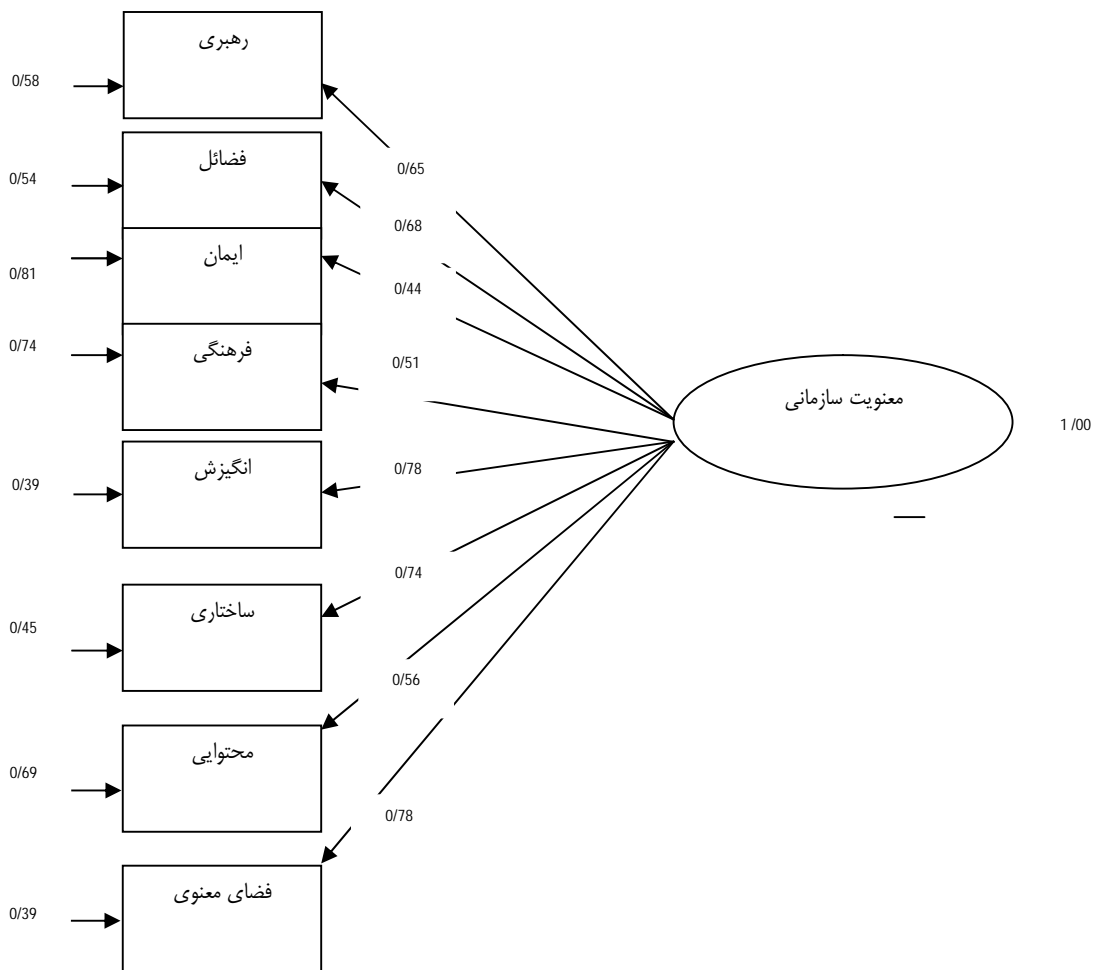 رهبری
0/58
0/65
فضائل
0/54
0/68
ایمان
0/81
0/44
فرهنگی
0/74
0/51
معنویت سازمانی
1 /00
انگیزش
0/39
0/78
ساختاری
0/45
0/74
محتوایی
0/69
0/56
فضای معنوی
0/39
0/78